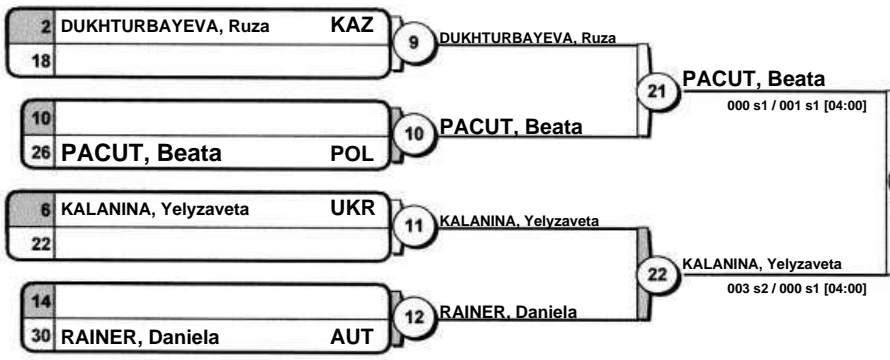 2 DUKHTURBAYEVA, Ruza KAZ
18
9 DUKHTURBAYEVA, Ruza
21 PACUT, Beata
000 s1 / 001 s1 [04:00]
10
26 PACUT, Beata POL
10 PACUT, Beata
6 KALANINA, Yelyzaveta UKR
22
11 KALANINA, Yelyzaveta
22 KALANINA, Yelyzaveta
003 s2 / 000 s1 [04:00]
14
30 RAINER, Daniela AUT
12 RAINER, Daniela